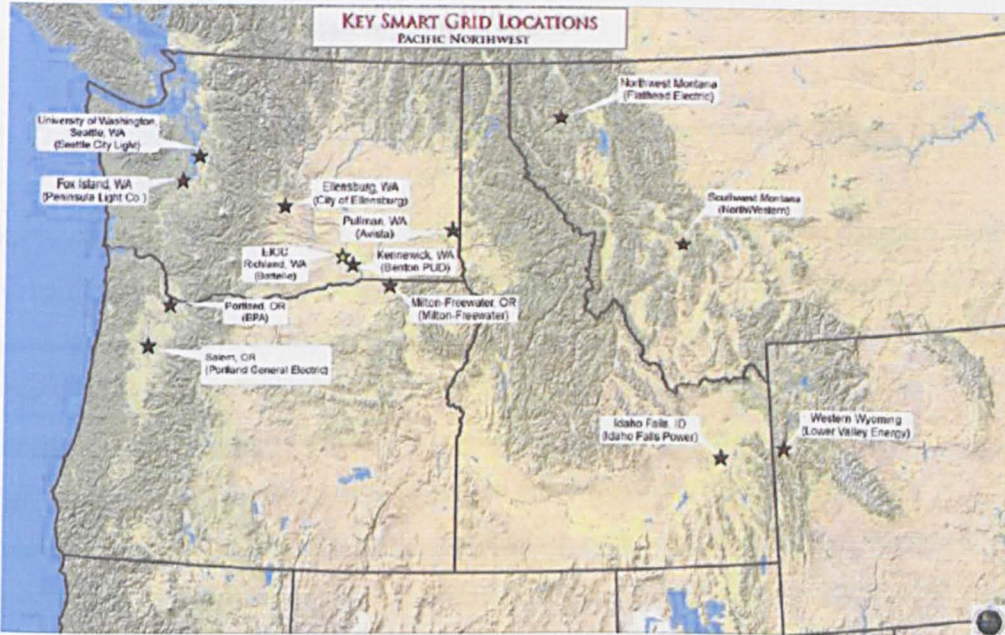 KEY SMART GRID LOCATIONS
PACIFIC NORTHWEST
Northwest Montana
(Flathead Electric)
University of Washington
Seattle, WA
(Seattle City Light)
Fox Island, WA
(Peninsula Light Co.)
Ellensburg, WA
(City of Ellensburg)
Southwest Montana
(NorthWestern)
Pullman, WA
(Avista)
EIOC
Richland, WA
(Battelle)
Kennewick, WA
(Benton PUD)
Portland, OR
(BPA)
Milton-Freewater, OR
(Milton-Freewater)
Salem, OR
(Portland General Electric)
Idaho Falls, ID
(Idaho Falls Power)
Western Wyoming
(Lower Valley Energy)